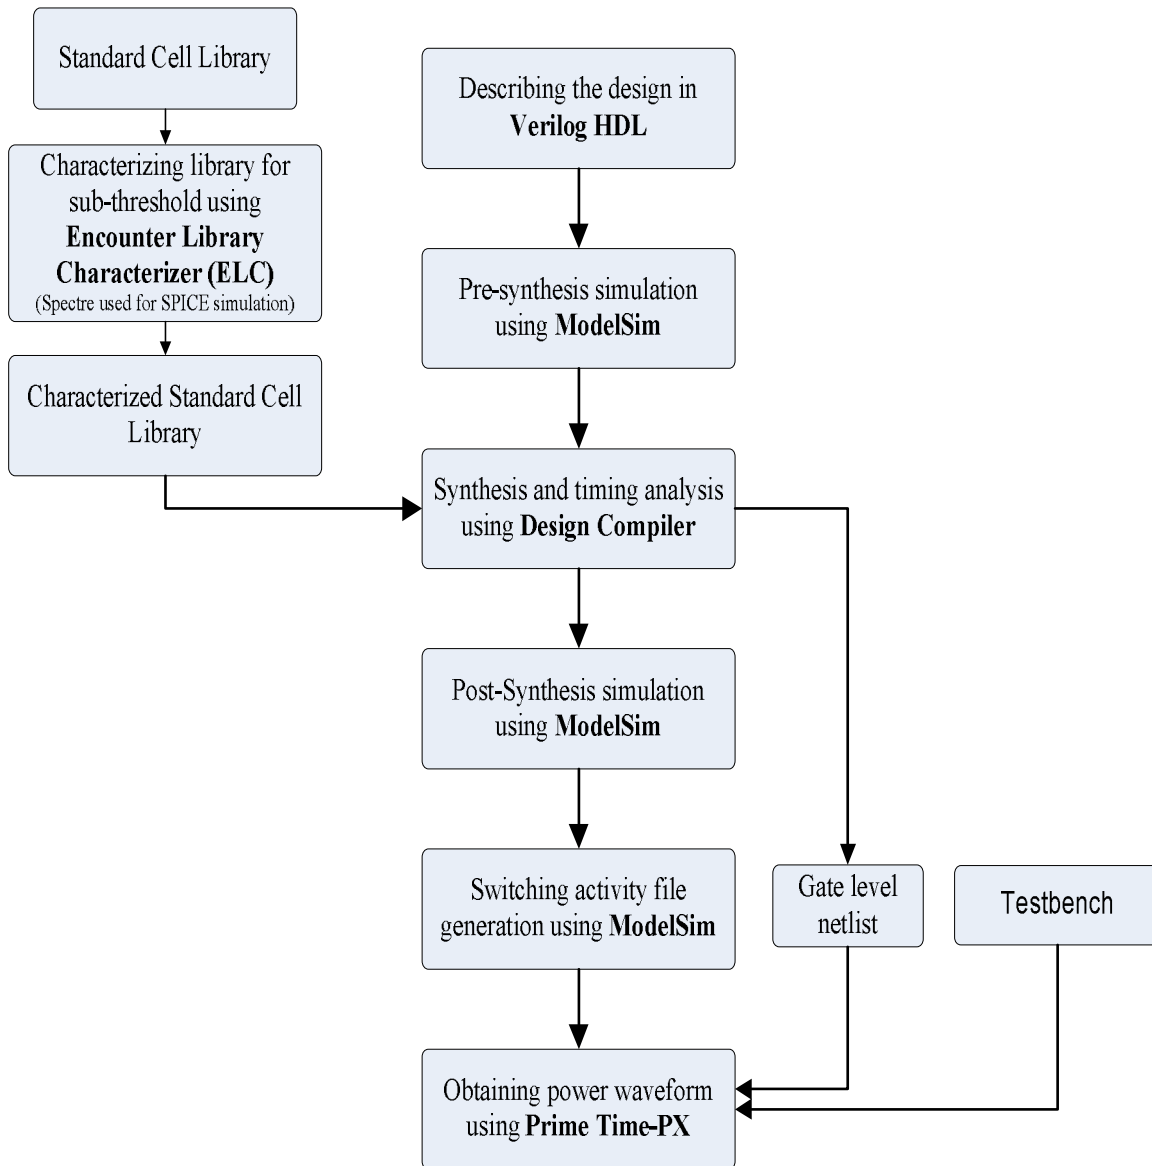 Standard Cell Library
Characterizing library for
sub-threshold using
Encounter Library
Characterizer (ELC)
(Spectre used for SPICE simulation)
Characterized Standard Cell
Library
Describing the design in
Verilog HDL
Pre-synthesis simulation
using ModelSim
Synthesis and timing analysis
using Design Compiler
Post-Synthesis simulation
using ModelSim
Switching activity file
generation using ModelSim
Gate level
netlist
Testbench
Obtaining power waveform
using Prime Time-PX